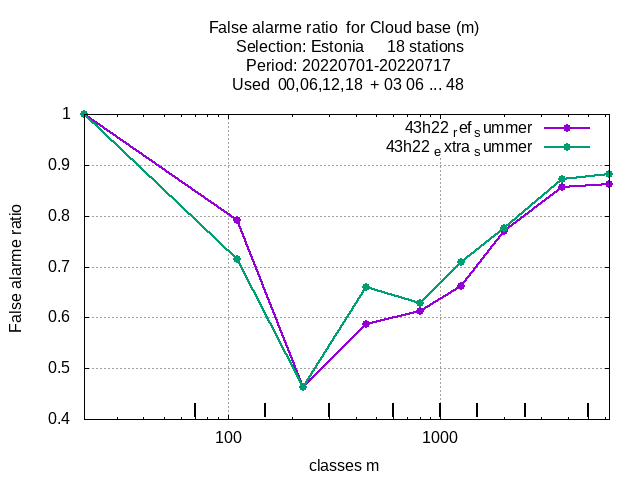 False alarme ratio for Cloud base (m)
Selection: Estonia 18 stations
Period: 20220701-20220717
Used 00,06,12,18 + 03 06 ... 48
43h22 ref summer
43h22 extra summer
1
0.9
0.8
0.7
0.6
0.5
0.4
False alarme ratio
100
1000
classes m